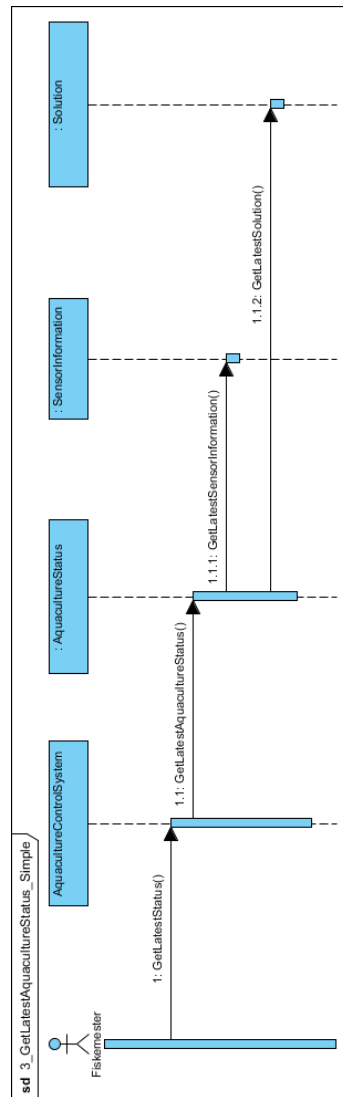 sd 3_GetLatestAquacultureStatus_Simple
Fiskemester
AquacultureControlSystem
: AquacultureStatus
: SensorInformation
: Solution
1: GetLatestStatus()
1.1: GetLatestAquacultureStatus()
1.1.1: GetLatestSensorInformation()
1.1.2: GetLatestSolution()